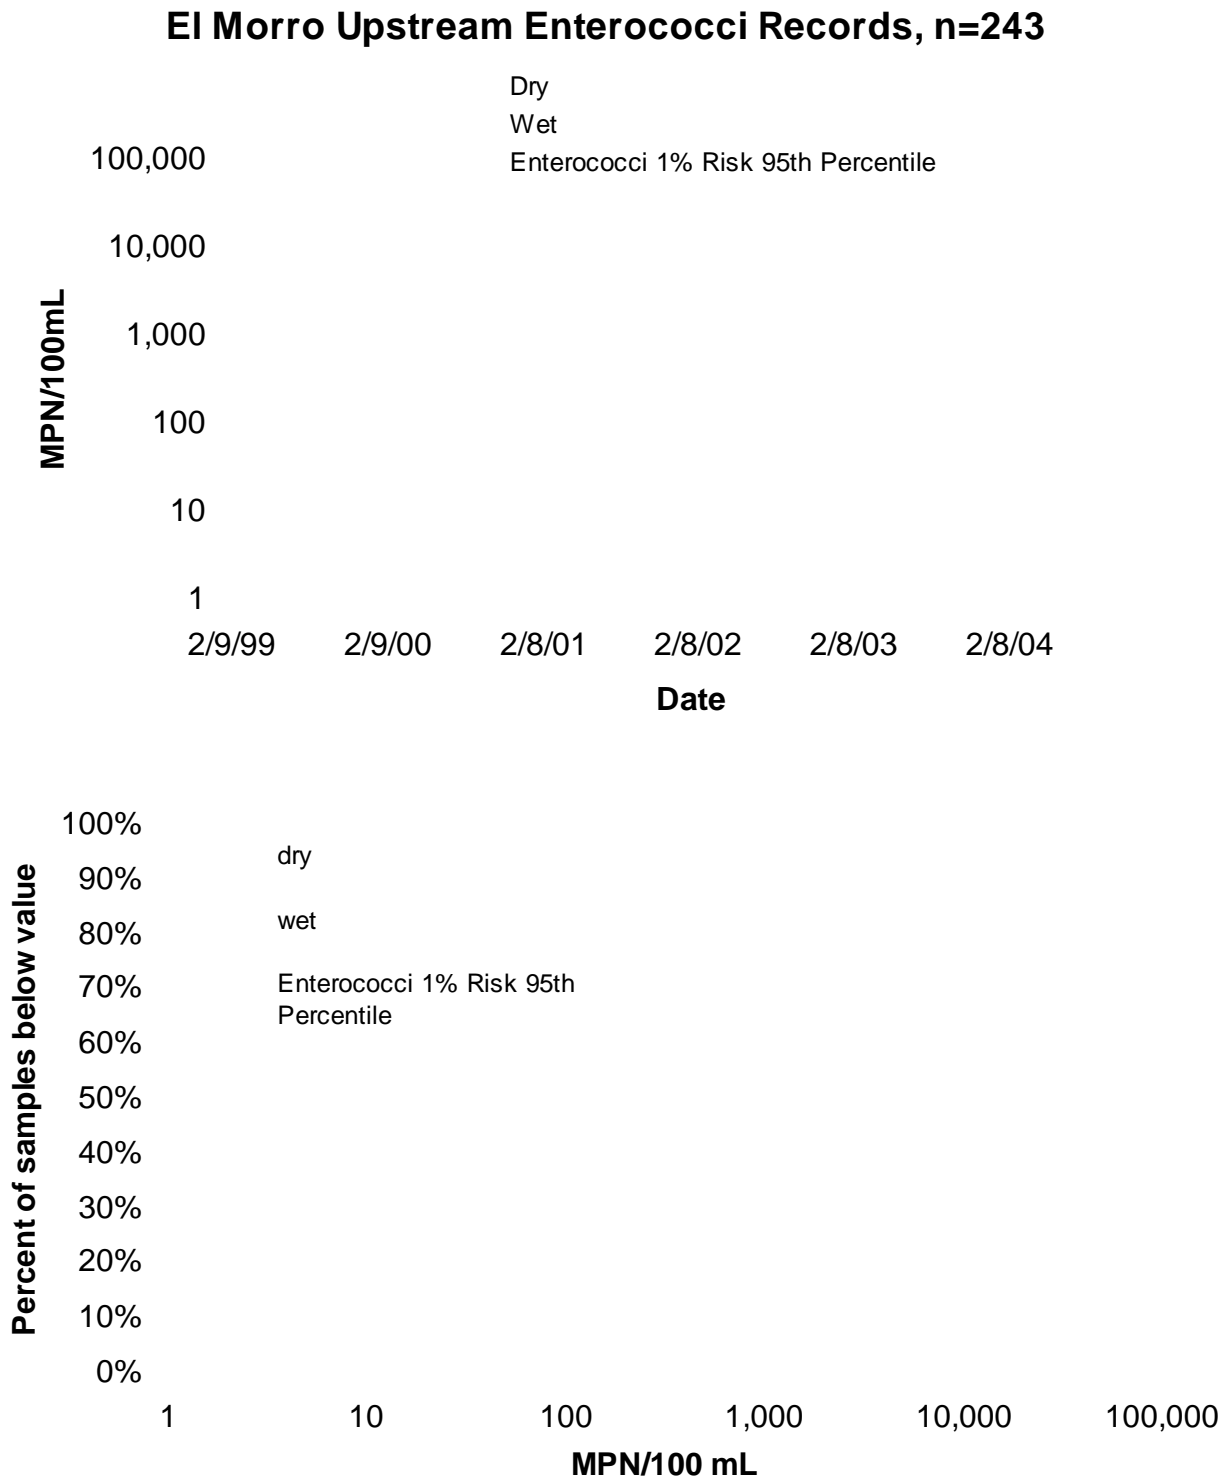 El Morro Upstream Enterococci Records, n=243
Dry
Wet
Enterococci 1% Risk 95th Percentile
100,000
10,000
1,000
100
10
1
MPN/100mL
2/9/99 2/9/00 2/8/01 2/8/02 2/8/03 2/8/04
Date
100%
90%
80%
70%
60%
50%
40%
30%
20%
10%
0%
Percent of samples below value
dry
wet
Enterococci 1% Risk 95th
Percentile
1 10 100 1,000 10,000 100,000
MPN/100 mL